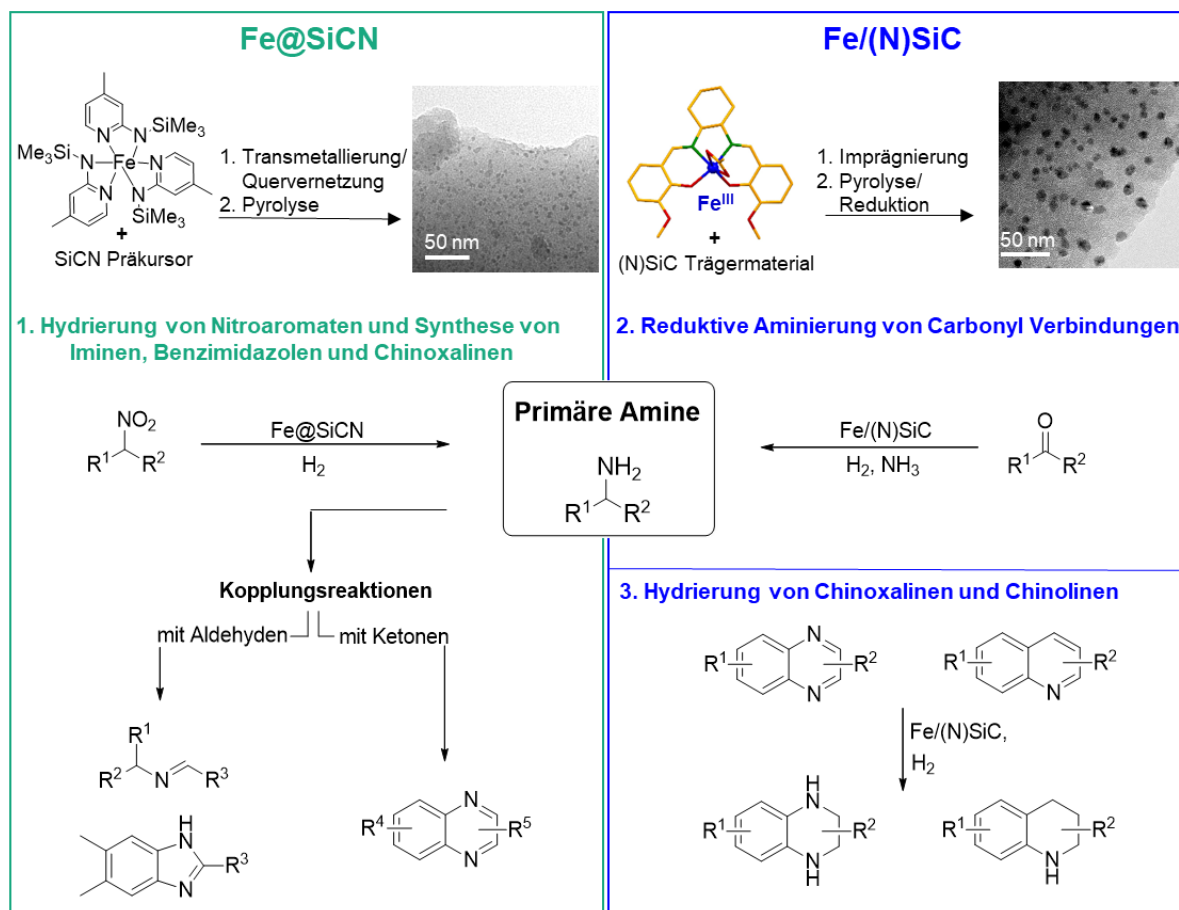 Fe@SiCN
N
N
SiMe₃
Me₃Si
N
Fe
N
N
N
SiMe₃
+
SiCN Präkursor
1. Transmetallierung/
Quervernetzung
2. Pyrolyse
50 nm
Fe/(N)SiC
Feᴵᴵᴵ
+
(N)SiC Trägermaterial
1. Imprägnierung
2. Pyrolyse/
Reduktion
50 nm
1. Hydrierung von Nitroaromaten und Synthese von
Iminen, Benzimidazolen und Chinoxalinen
2. Reduktive Aminierung von Carbonyl Verbindungen
NO₂
R¹ R²
Fe@SiCN
H₂
Primäre Amine
NH₂
R¹ R²
Fe/(N)SiC
H₂, NH₃
O
R¹ R²
Kopplungsreaktionen
mit Aldehyden
mit Ketonen
R¹
R² N R³
H
N
N
R³
N
R⁴ R⁵
N
3. Hydrierung von Chinoxalinen und Chinolinen
N
R¹ R²
N
R¹ R²
N
Fe/(N)SiC,
H₂
H
N
R¹ R²
N
H
R¹ R²
N
H